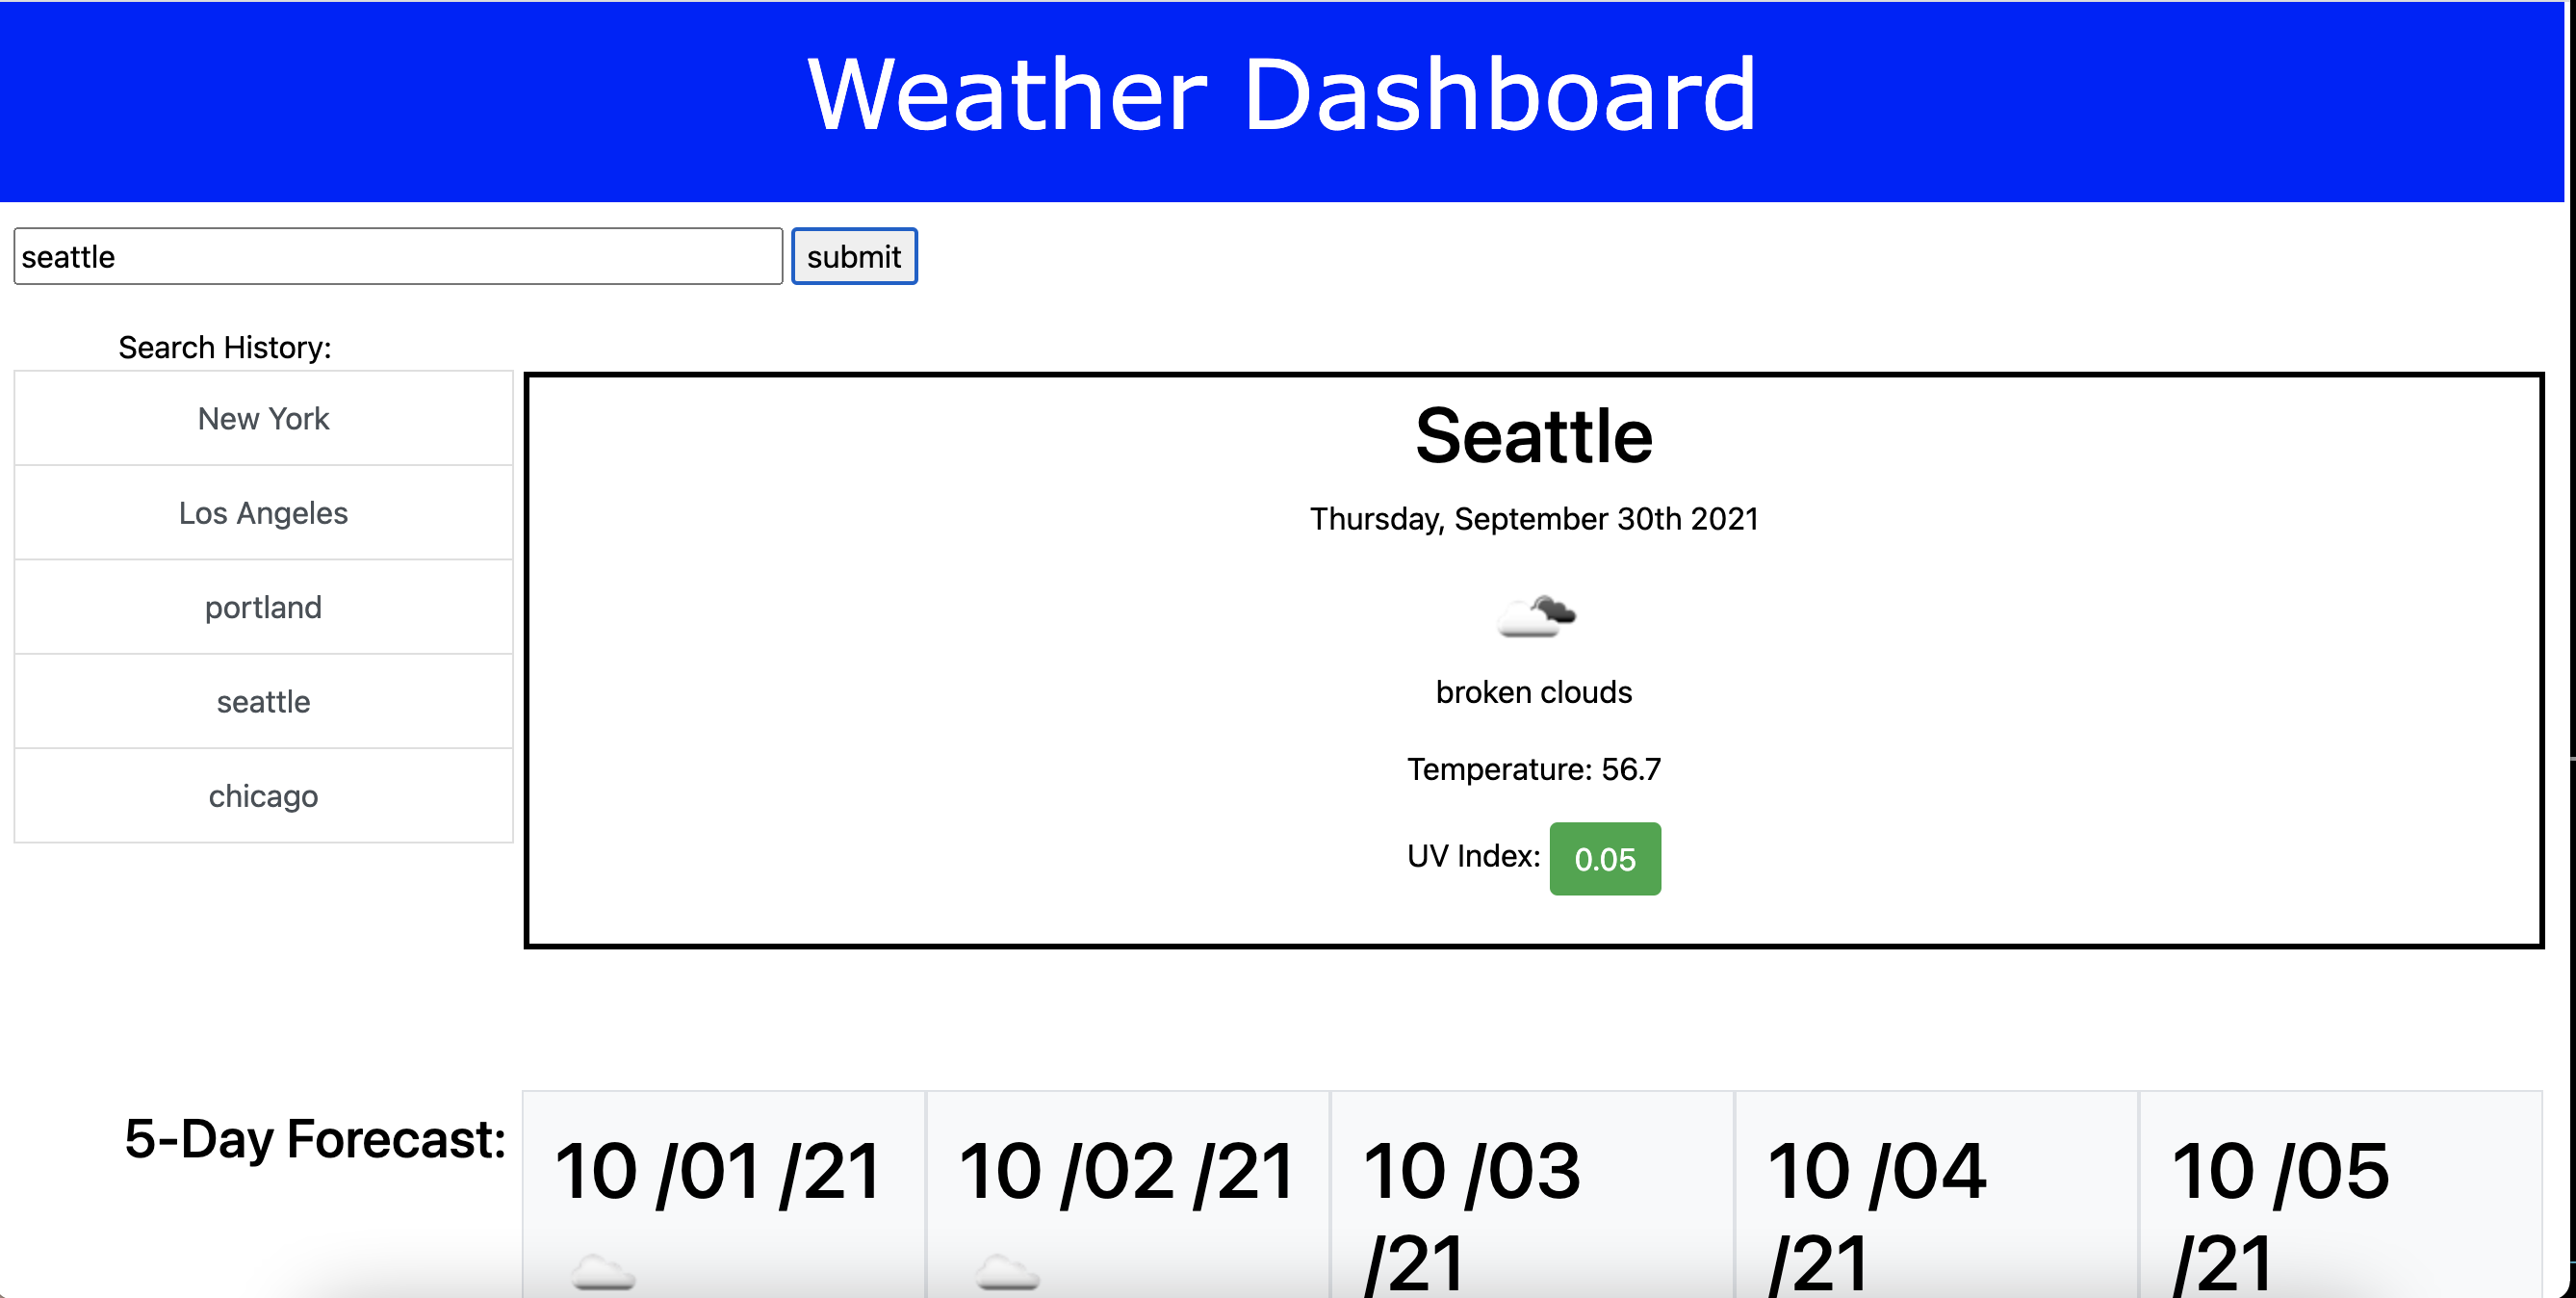 Weather Dashboard
seattle submit
Search History:
New York
Los Angeles
portland
seattle
chicago
Seattle
Thursday, September 30th 2021
broken clouds
Temperature: 56.7
UV Index: 0.05
5-Day Forecast:
10 /01 /21
10 /02 /21
10 /03
/21
10 /04
/21
10 /05
/21